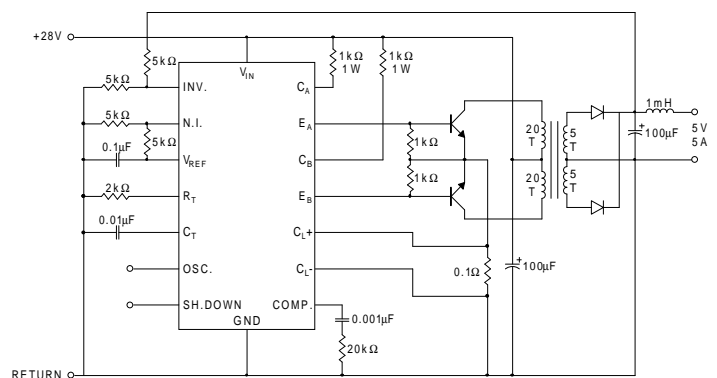 +28V
5kΩ
5kΩ
5kΩ
5kΩ
0.1µF
2kΩ
0.01µF
RETURN
INV.
N.I.
VREF
RT
CT
OSC.
SH.DOWN
VIN
GND
CA
EA
CB
EB
CL+
CL-
COMP.
1kΩ
1W
1kΩ
1W
1kΩ
1kΩ
0.001µF
20kΩ
0.1Ω
+
100µF
20
T
20
T
5
T
5
T
1mH
+
100µF
5V
5A